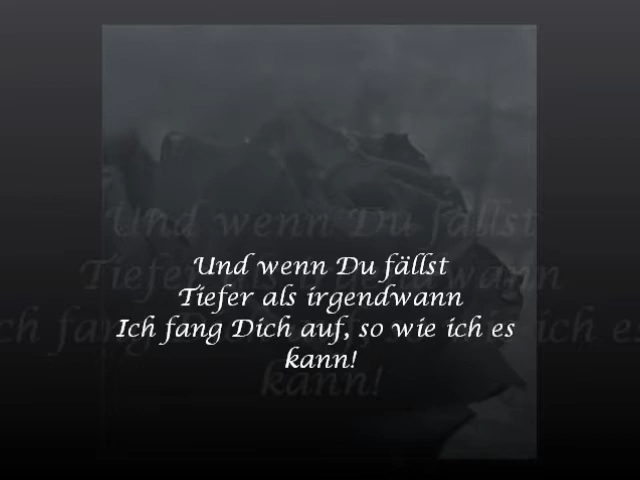 Und wenn Du fällst
Tiefer als irgendwann
Ich fang Dich auf, so wie ich es
kann!